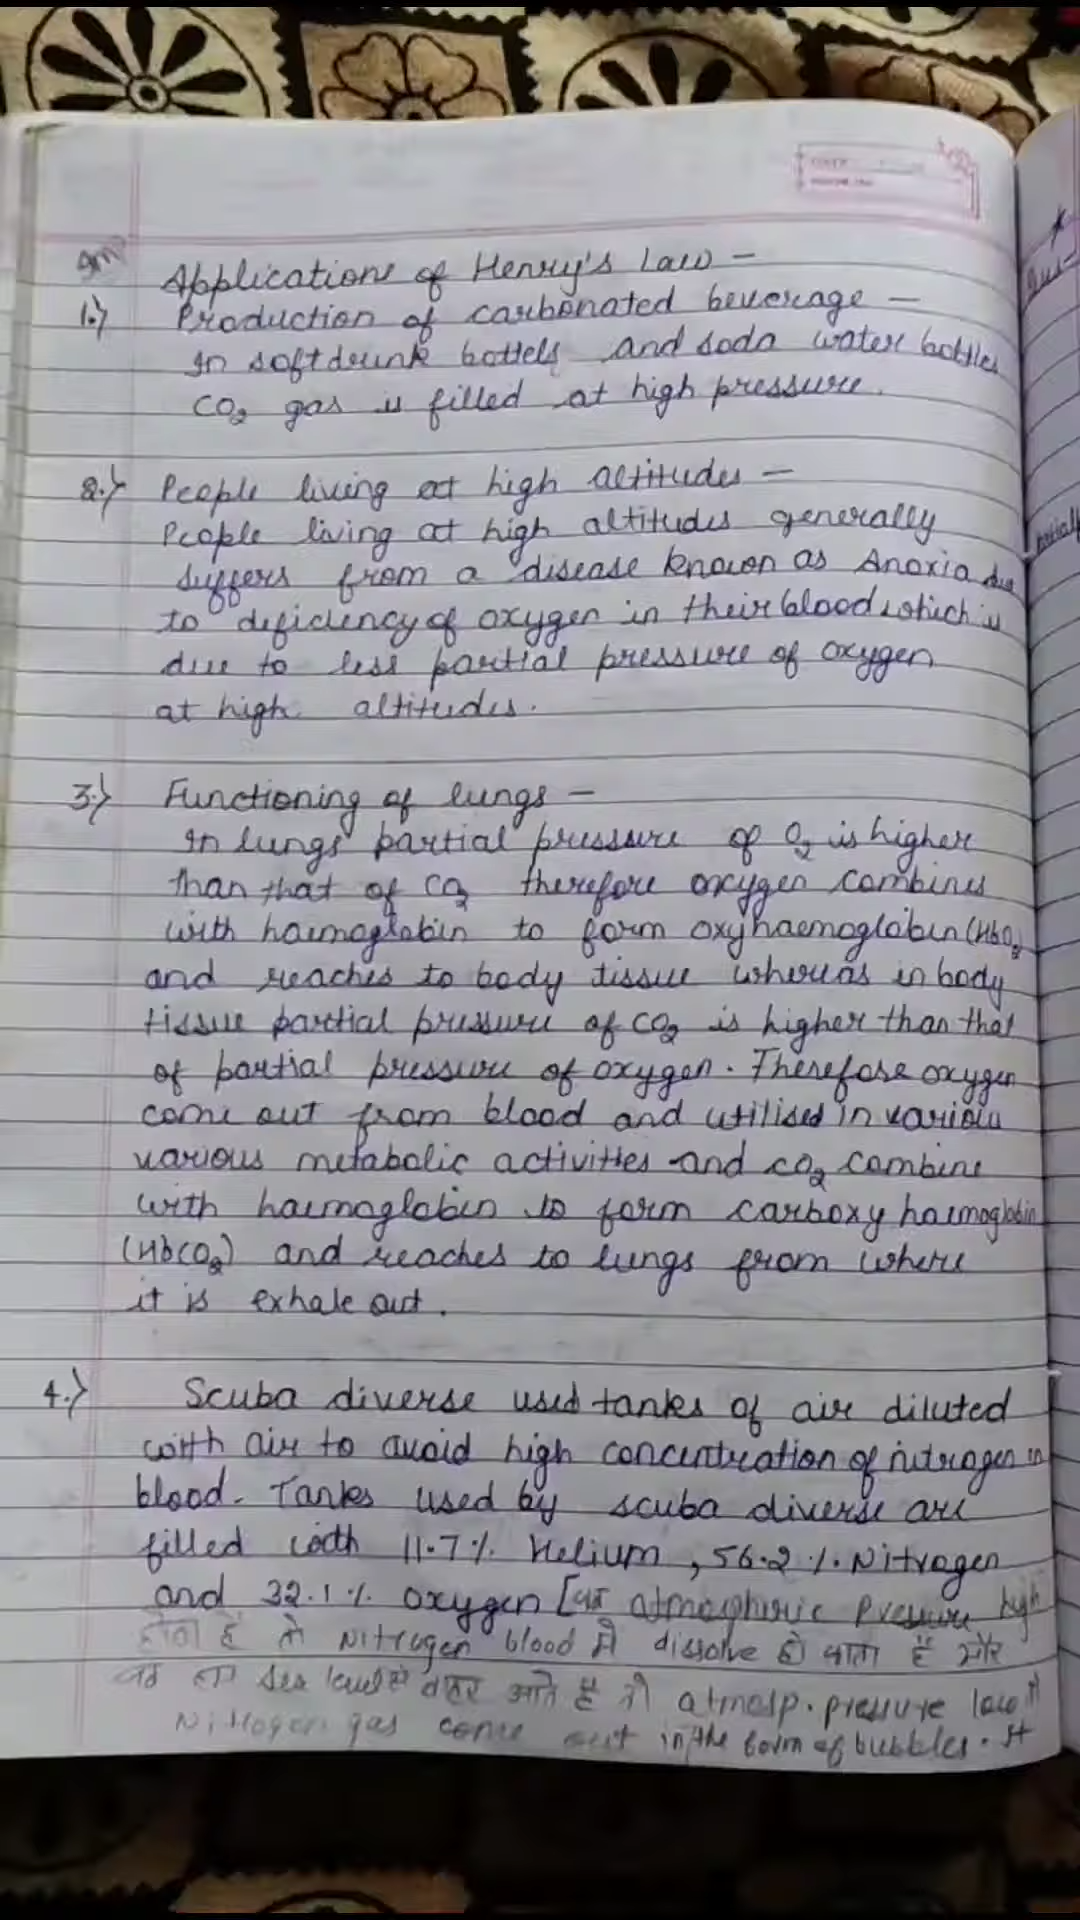 Imp
Applications of Henry's Law -
1.) Production of carbonated beverage -
In softdrunk bottels and soda water bottles
CO2 gas is filled at high pressure.
2.) People living at high altitudes -
People living at high altitudes generally
suffers from a disease known as Anoxia due
to deficiency of oxygen in their blood which is
due to less partial pressure of oxygen
at high altitudes.
3.) Functioning of lungs -
In lungs partial pressure of O2 is higher
than that of CO2 therefore oxygen combines
with haemoglobin to form oxyhaemoglobin (HbO2
and reaches to body tissue whereas in body
tissue partial pressure of CO2 is higher than that
of partial pressure of oxygen. Therefore oxygen
come out from blood and utilised in various
various metabolic activities and CO2 combine
with haemoglobin to form carboxy haemoglobin
(HbCO2) and reaches to lungs from where
it is exhale out.
4.) Scuba diverse used tanks of air diluted
with air to avoid high concentration of nitrogen in
blood. Tanks used by scuba diverse are
filled with 11.7% Helium, 56.2% Nitrogen
and 32.1% oxygen [ atmospheric pressure high
होता है तो Nitrogen blood में dissolve हो जाता है और
जब हम sea level से बाहर आते हैं तो atmosp. pressure low
Nitrogen gas come out in the form of bubbles. It